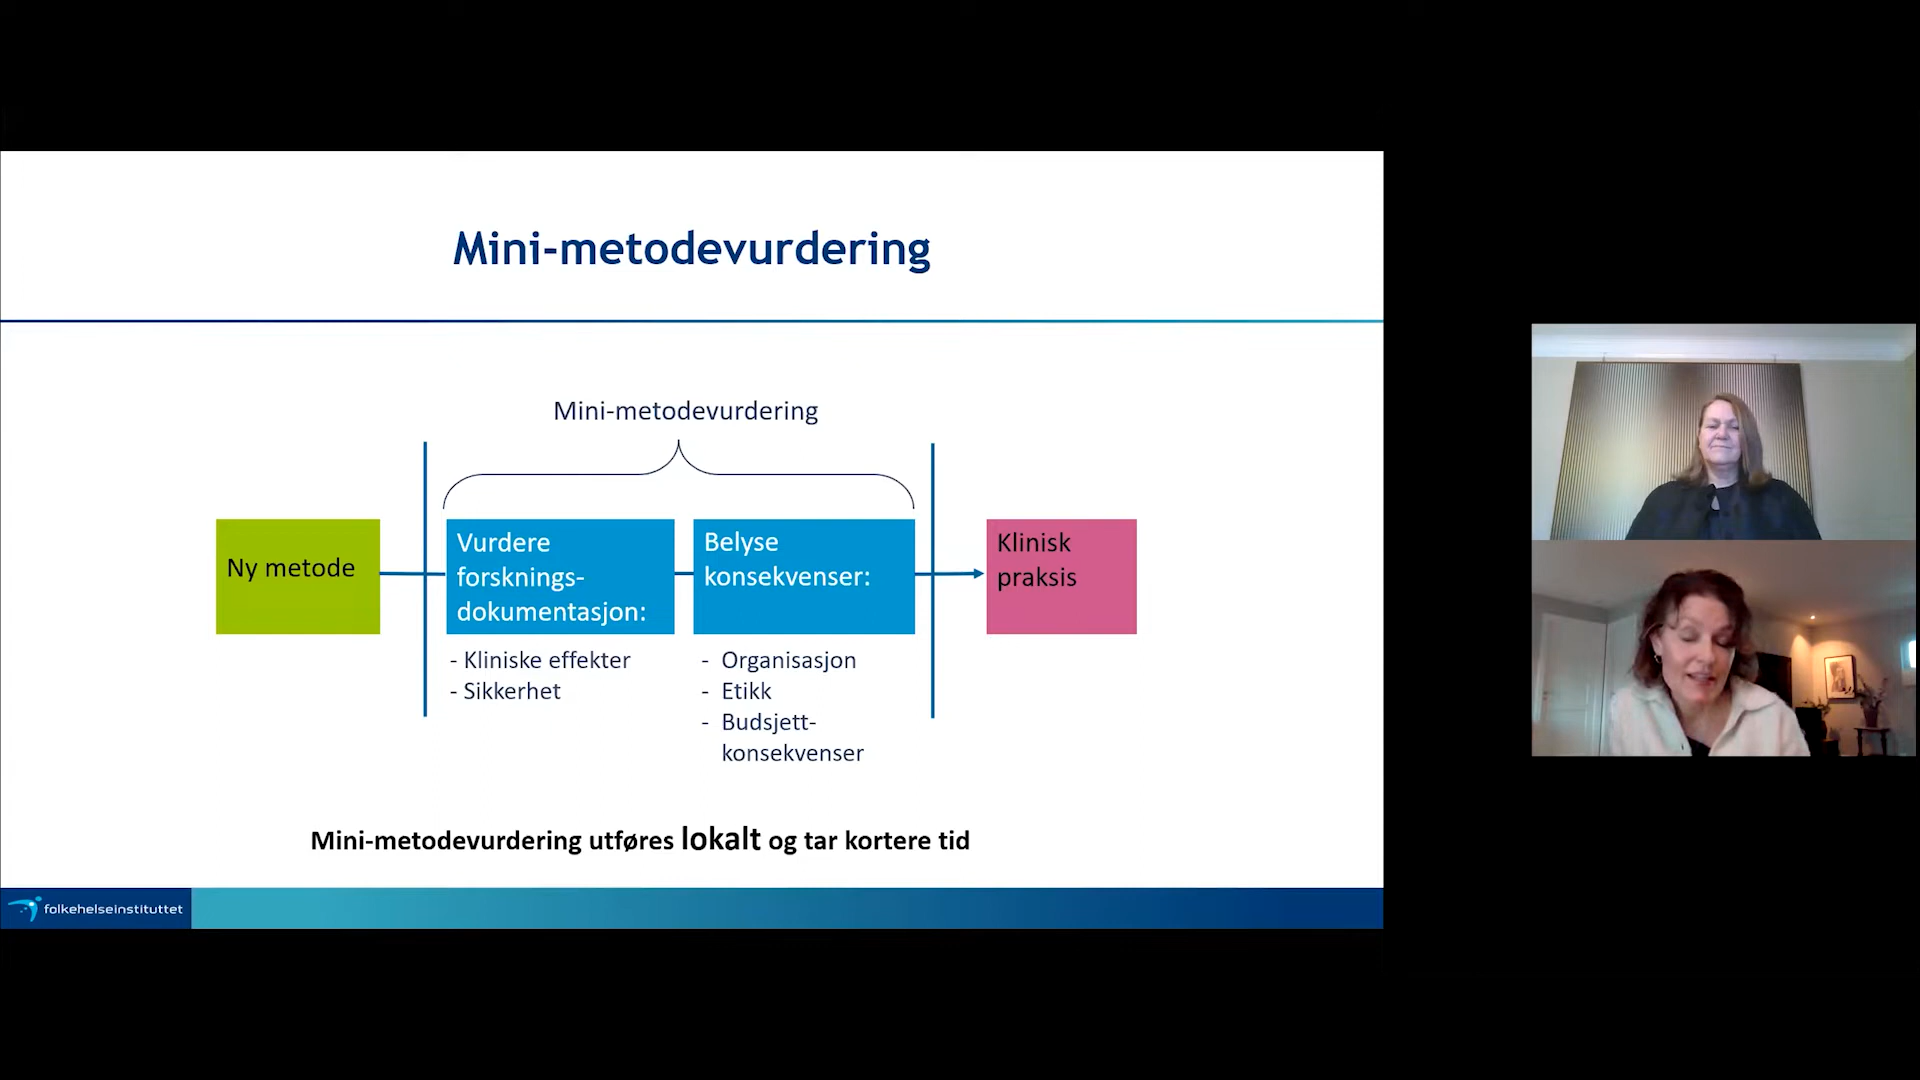 Mini-metodevurdering
Mini-metodevurdering
Ny metode
Vurdere
forsknings-
dokumentasjon:
- Kliniske effekter
- Sikkerhet
Belyse
konsekvenser:
- Organisasjon
- Etikk
- Budsjett-
konsekvenser
Klinisk
praksis
Mini-metodevurdering utføres lokalt og tar kortere tid
folkehelseinstituttet